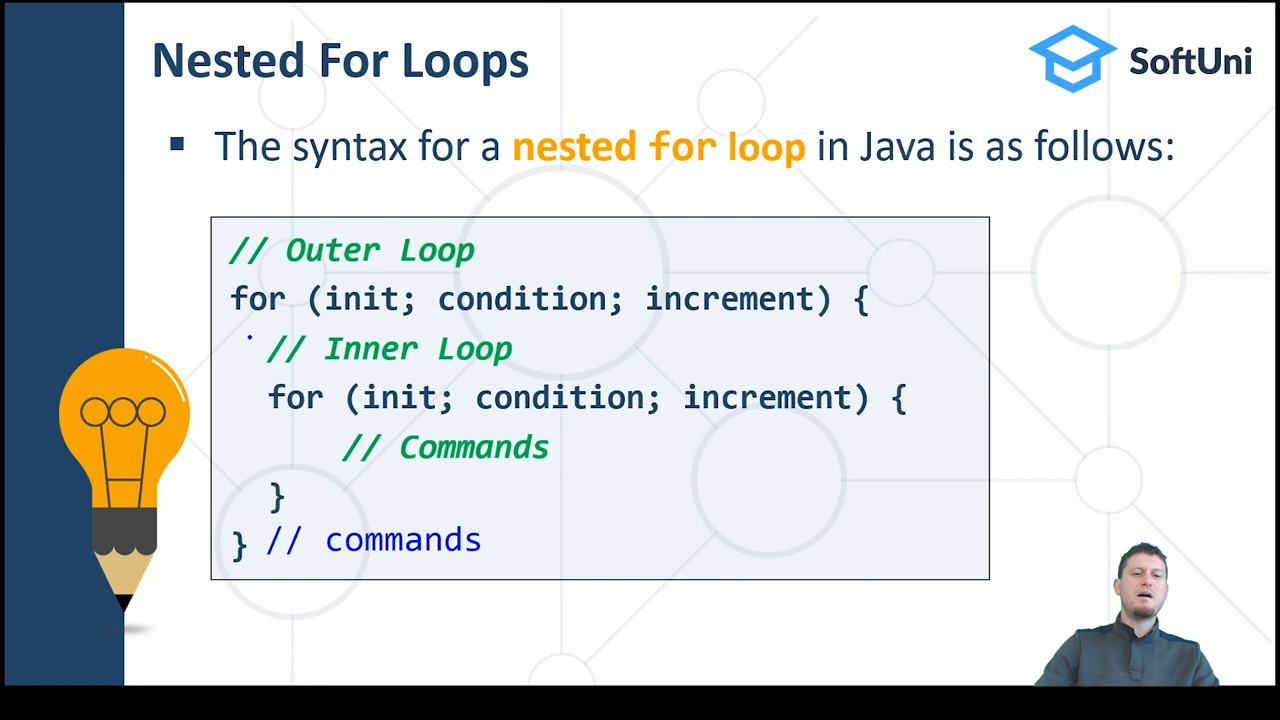 Nested For Loops
SoftUni
▪ The syntax for a nested for loop in Java is as follows:
// Outer Loop
for (init; condition; increment) {
// Inner Loop
for (init; condition; increment) {
// Commands
}
} // commands